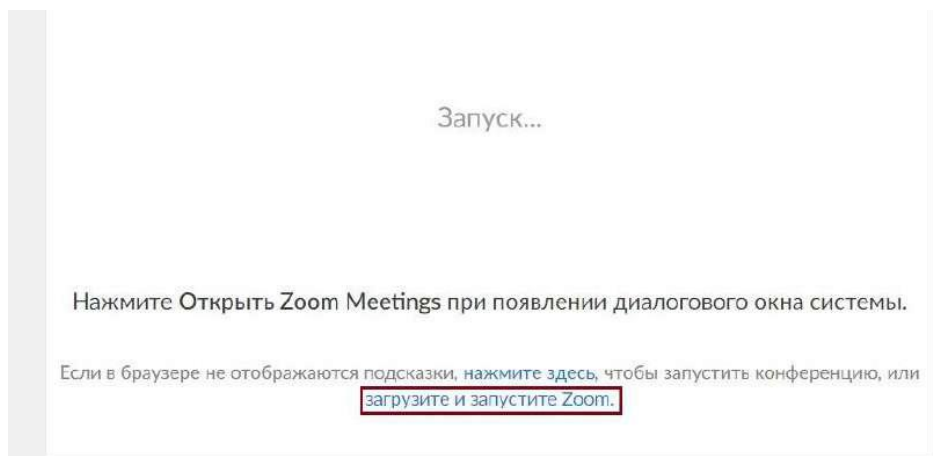 Запуск...
Нажмите Открыть Zoom Meetings при появлении диалогового окна системы.
Если в браузере не отображаются подсказки, нажмите здесь, чтобы запустить конференцию, или
загрузите и запустите Zoom.